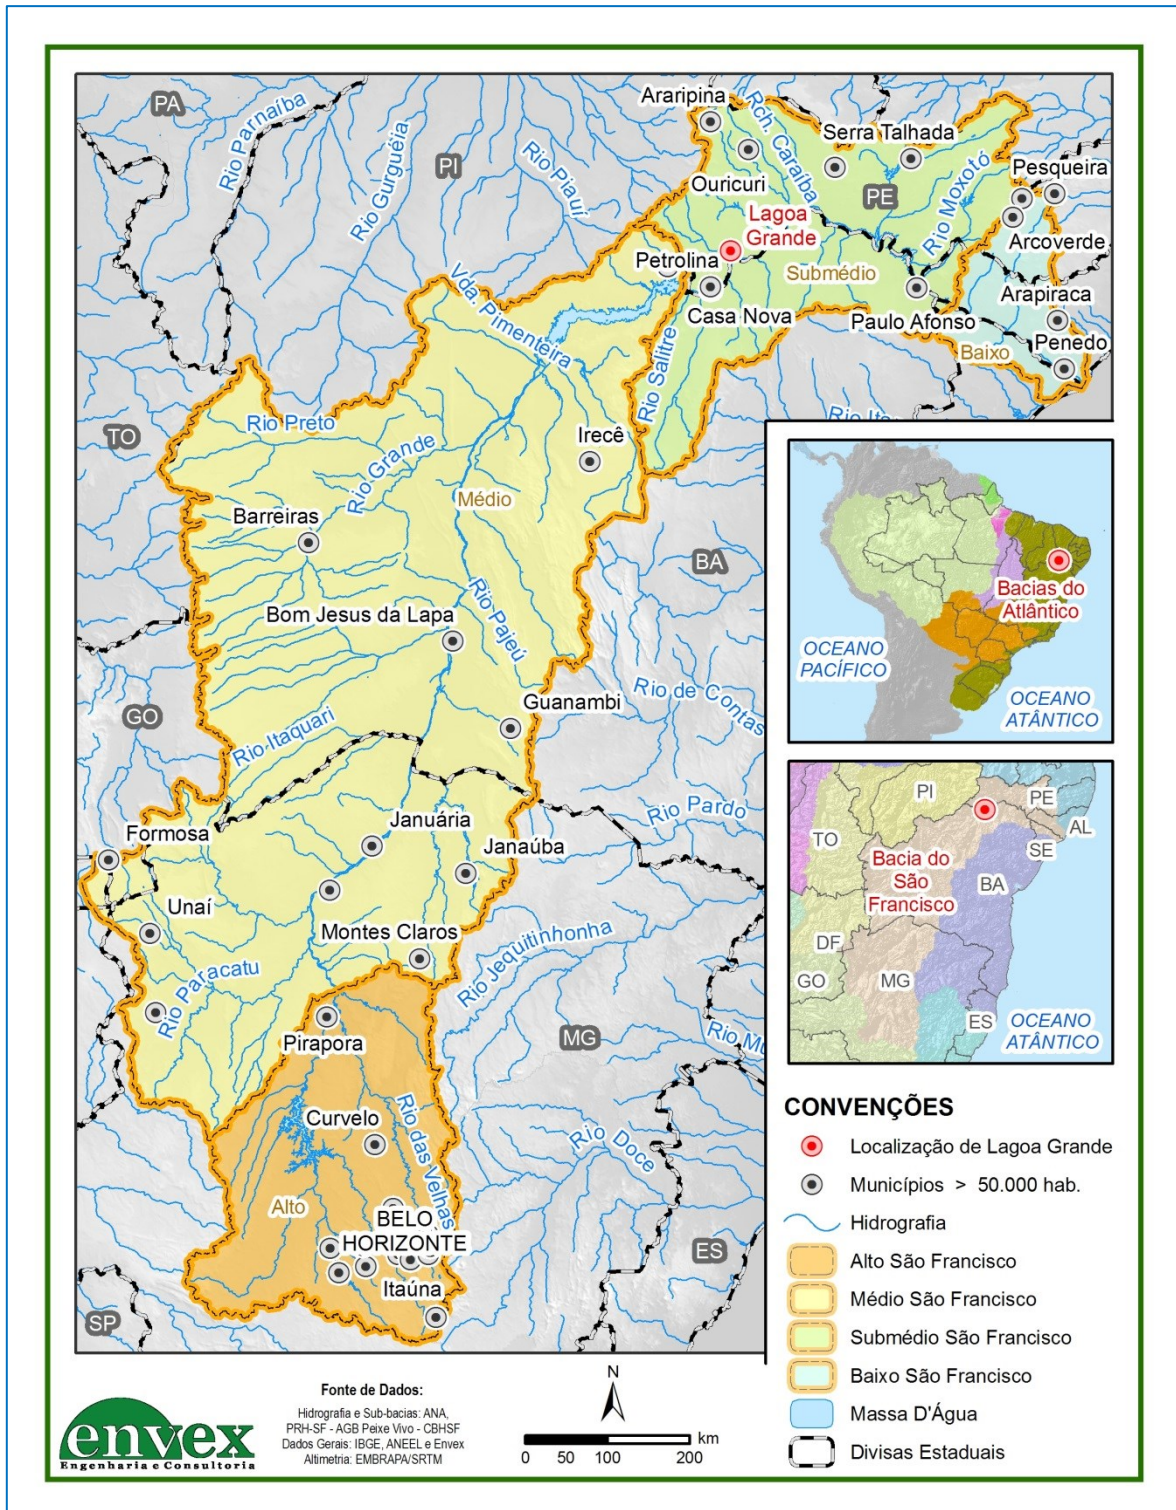 PA
Rio Parnaíba
PI
Rio Gurguéia
Rio Piauí
Araripina
Rch. Caraíba
Serra Talhada
Ouricuri
PE
Rio Moxotó
Pesqueira
Arcoverde
Lagoa
Grande
Petrolina
Submédio
Casa Nova
Paulo Afonso
Arapiraca
Baixo
Penedo
Vda. Pimenteira
Rio Salitre
TO
Rio Preto
Rio Grande
Irecê
Médio
Barreiras
BA
Bom Jesus da Lapa
Rio Pajeú
GO
Guanambi
Rio de Contas
Rio Itaquari
Rio Pardo
Formosa
Januária
Janaúba
Unaí
Montes Claros
Rio Jequitinhonha
Rio Paracatu
Pirapora
MG
Curvelo
Rio das Velhas
Rio Doce
Alto
BELO
HORIZONTE
Itaúna
ES
SP
Bacias do
Atlântico
OCEANO
PACÍFICO
OCEANO
ATÂNTICO
PI
PE
TO
AL
SE
Bacia do
São
Francisco
BA
DF
GO
MG
ES
OCEANO
ATÂNTICO
CONVENÇÕES
Localização de Lagoa Grande
Municípios > 50.000 hab.
Hidrografia
Alto São Francisco
Médio São Francisco
Submédio São Francisco
Baixo São Francisco
Massa D'Água
Divisas Estaduais
envex
Engenharia e Consultoria
Fonte de Dados:
Hidrografia e Sub-bacias: ANA,
PRH-SF - AGB Peixe Vivo - CBHSF
Dados Gerais: IBGE, ANEEL e Envex
Altimetria: EMBRAPA/SRTM
N
km
0 50 100 200